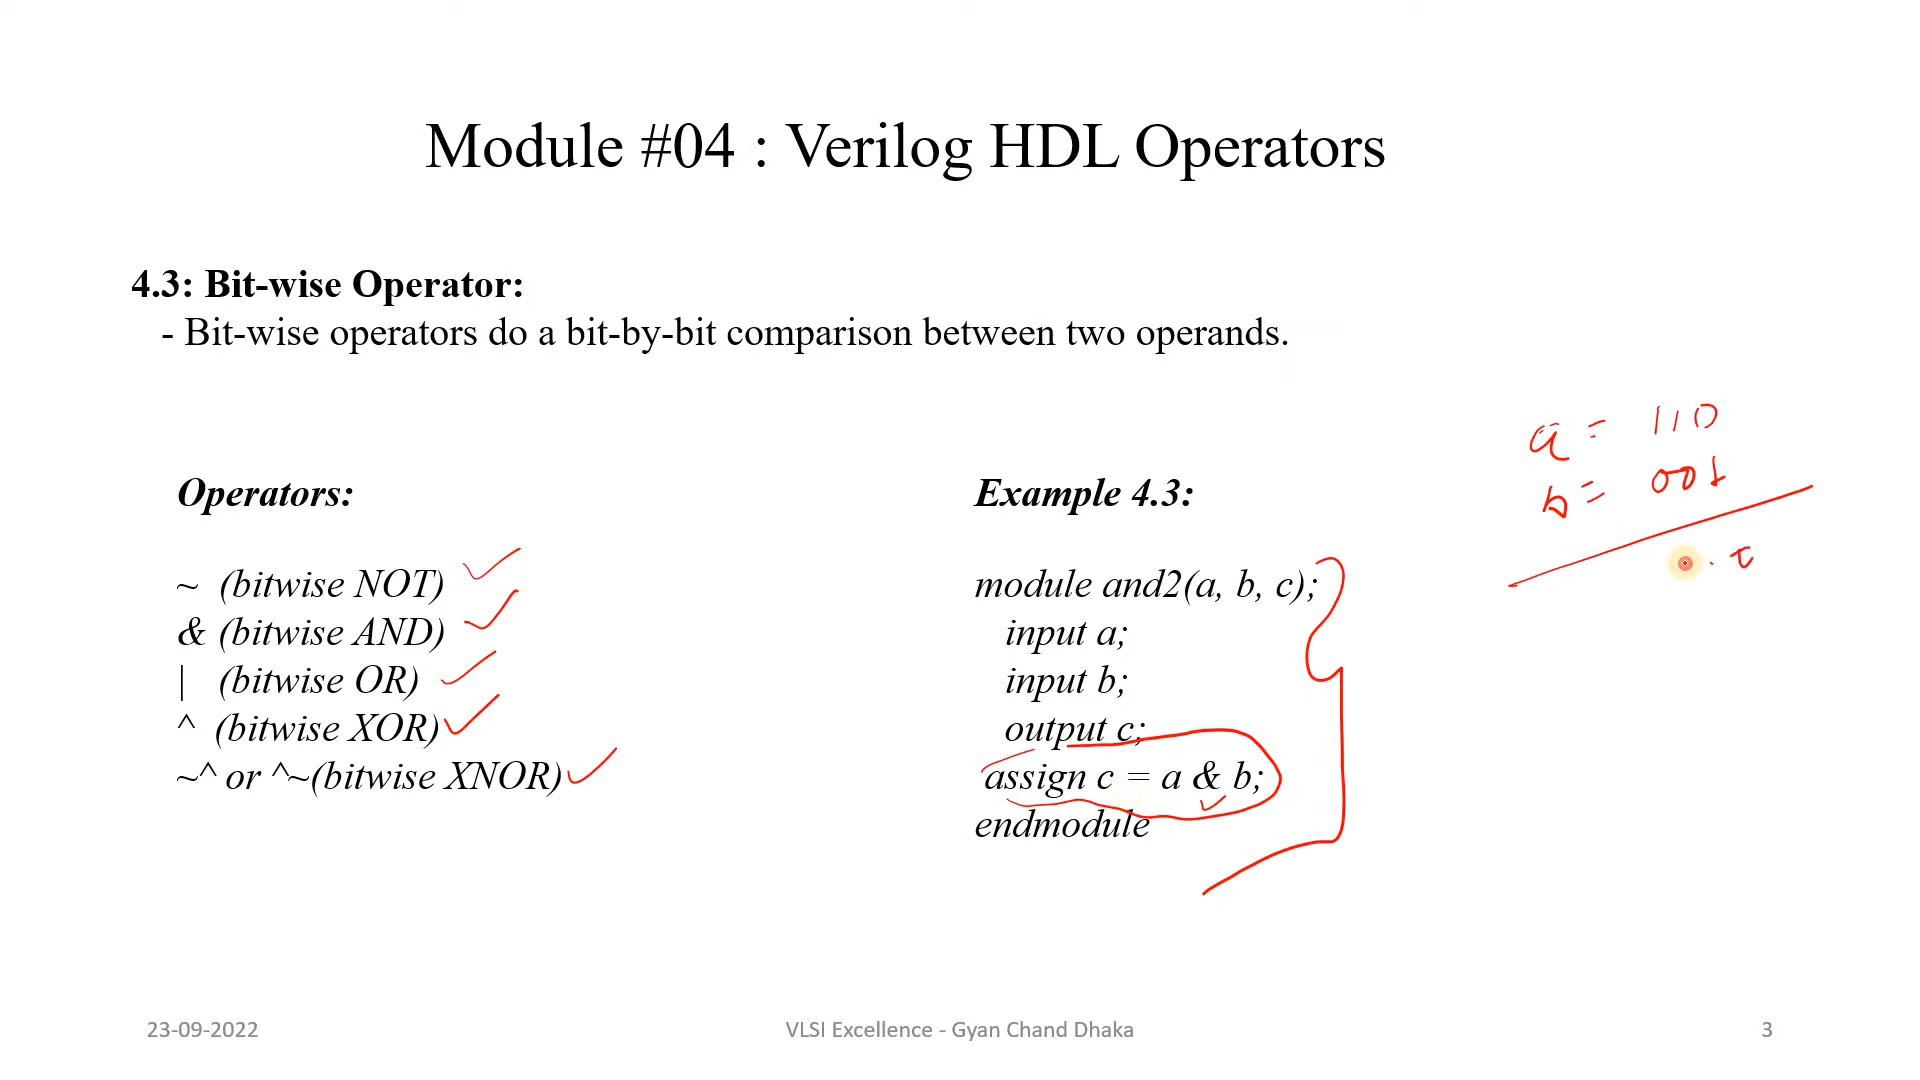 Module #04 : Verilog HDL Operators
4.3: Bit-wise Operator:
- Bit-wise operators do a bit-by-bit comparison between two operands.
Operators:
~ (bitwise NOT)
& (bitwise AND)
| (bitwise OR)
^ (bitwise XOR)
~^ or ^~(bitwise XNOR)
Example 4.3:
module and2(a, b, c);
input a;
input b;
output c;
assign c = a & b;
endmodule
a = 110
b = 001
23-09-2022
VLSI Excellence - Gyan Chand Dhaka
3